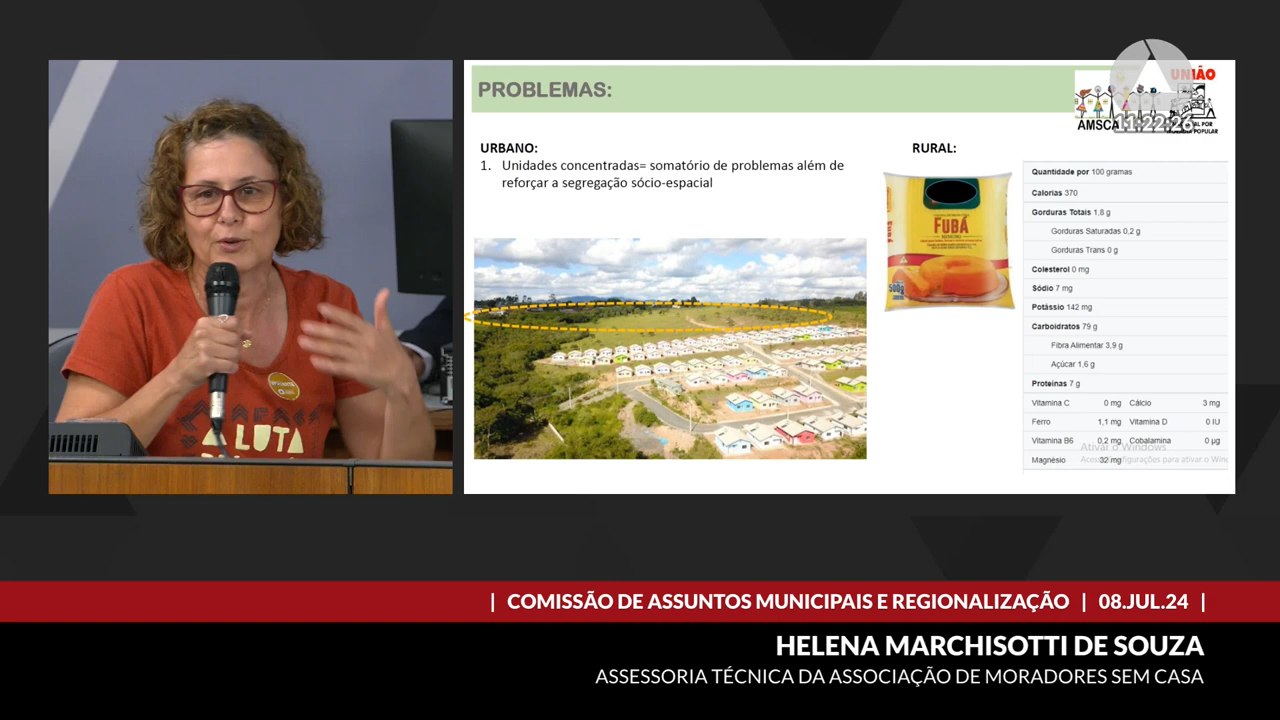 PROBLEMAS:
UNIÃO
AMSCA
11:22:26
POPULAR
URBANO:
1. Unidades concentradas= somatório de problemas além de
reforçar a segregação sócio-espacial
RURAL:
FUBÁ
500g
Quantidade por 100 gramas
Calorias 370
Gorduras Totais 1,8 g
Gorduras Saturadas 0,2 g
Gorduras Trans 0 g
Colesterol 0 mg
Sódio 7 mg
Potássio 142 mg
Carboidratos 79 g
Fibra Alimentar 3,9 g
Açúcar 1,6 g
Proteínas 7 g
Vitamina C 0 mg Cálcio 3 mg
Ferro 1,1 mg Vitamina D 0 IU
Vitamina B6 0,2 mg Cobalamina 0 µg
Magnésio 32 mg
Ativar o Windows
A LUTA
| COMISSÃO DE ASSUNTOS MUNICIPAIS E REGIONALIZAÇÃO | 08.JUL.24 |
HELENA MARCHISOTTI DE SOUZA
ASSESSORIA TÉCNICA DA ASSOCIAÇÃO DE MORADORES SEM CASA